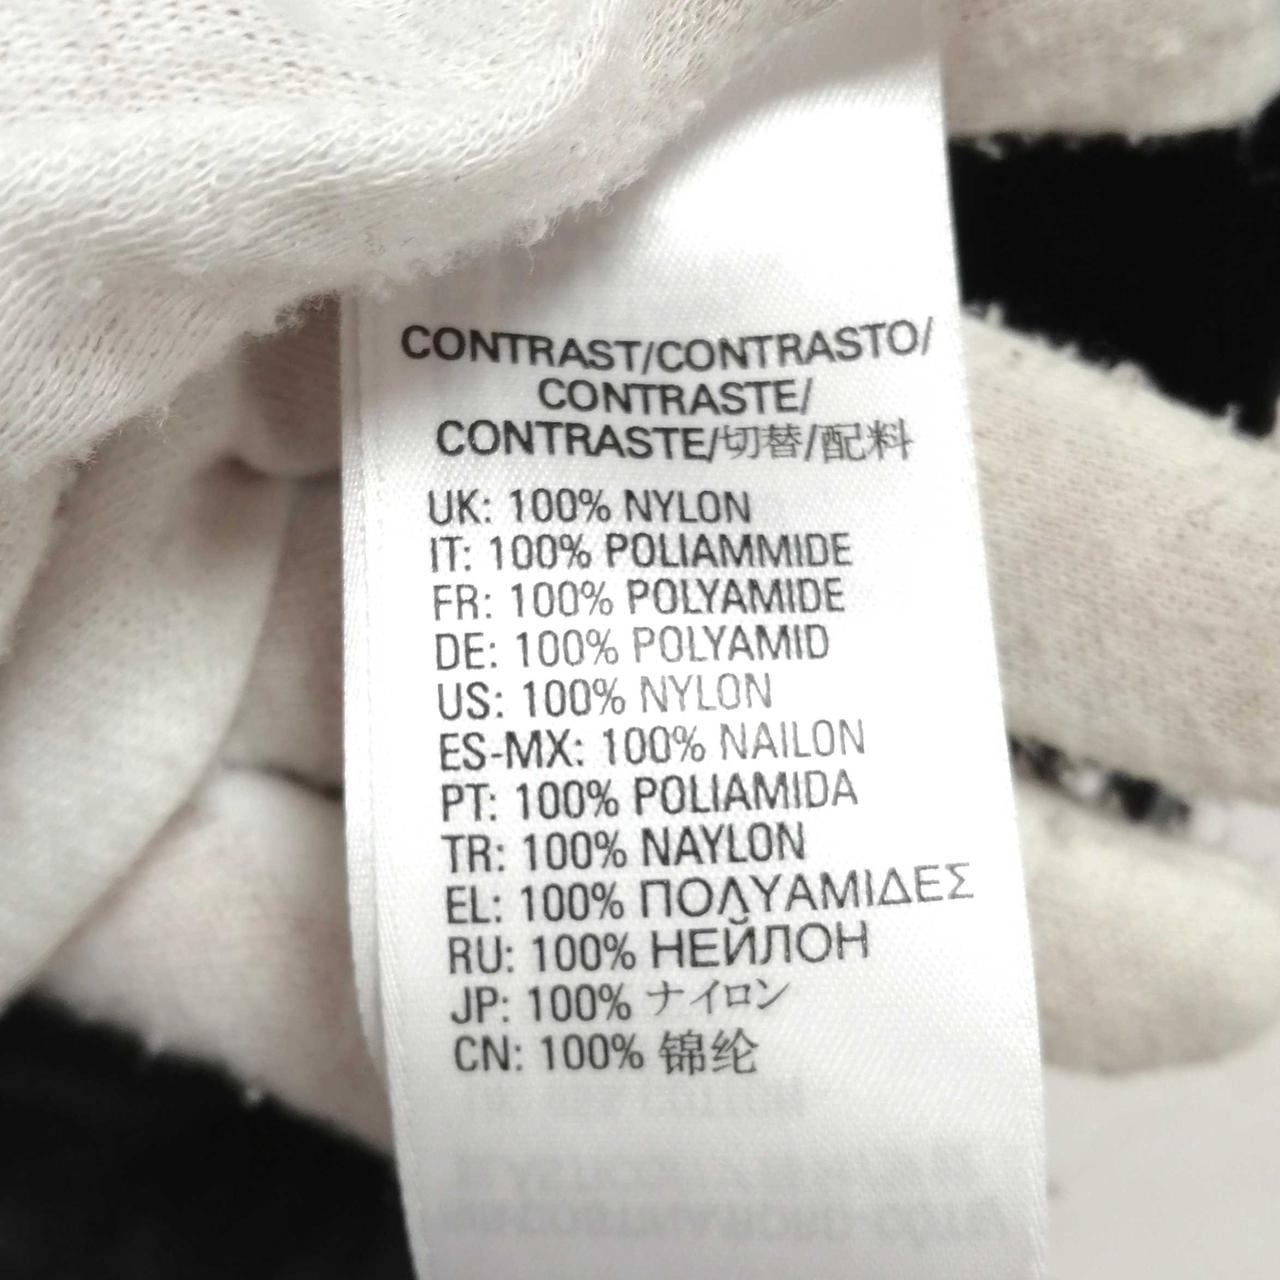 CONTRAST/CONTRASTO/
CONTRASTE/
CONTRASTE/切替/配料
UK: 100% NYLON
IT: 100% POLIAMMIDE
FR: 100% POLYAMIDE
DE: 100% POLYAMID
US: 100% NYLON
ES-MX: 100% NAILON
PT: 100% POLIAMIDA
TR: 100% NAYLON
EL: 100% ΠΟΛΥΑΜΙΔΕΣ
RU: 100% НЕЙЛОН
JP: 100% ナイロン
CN: 100% 锦纶